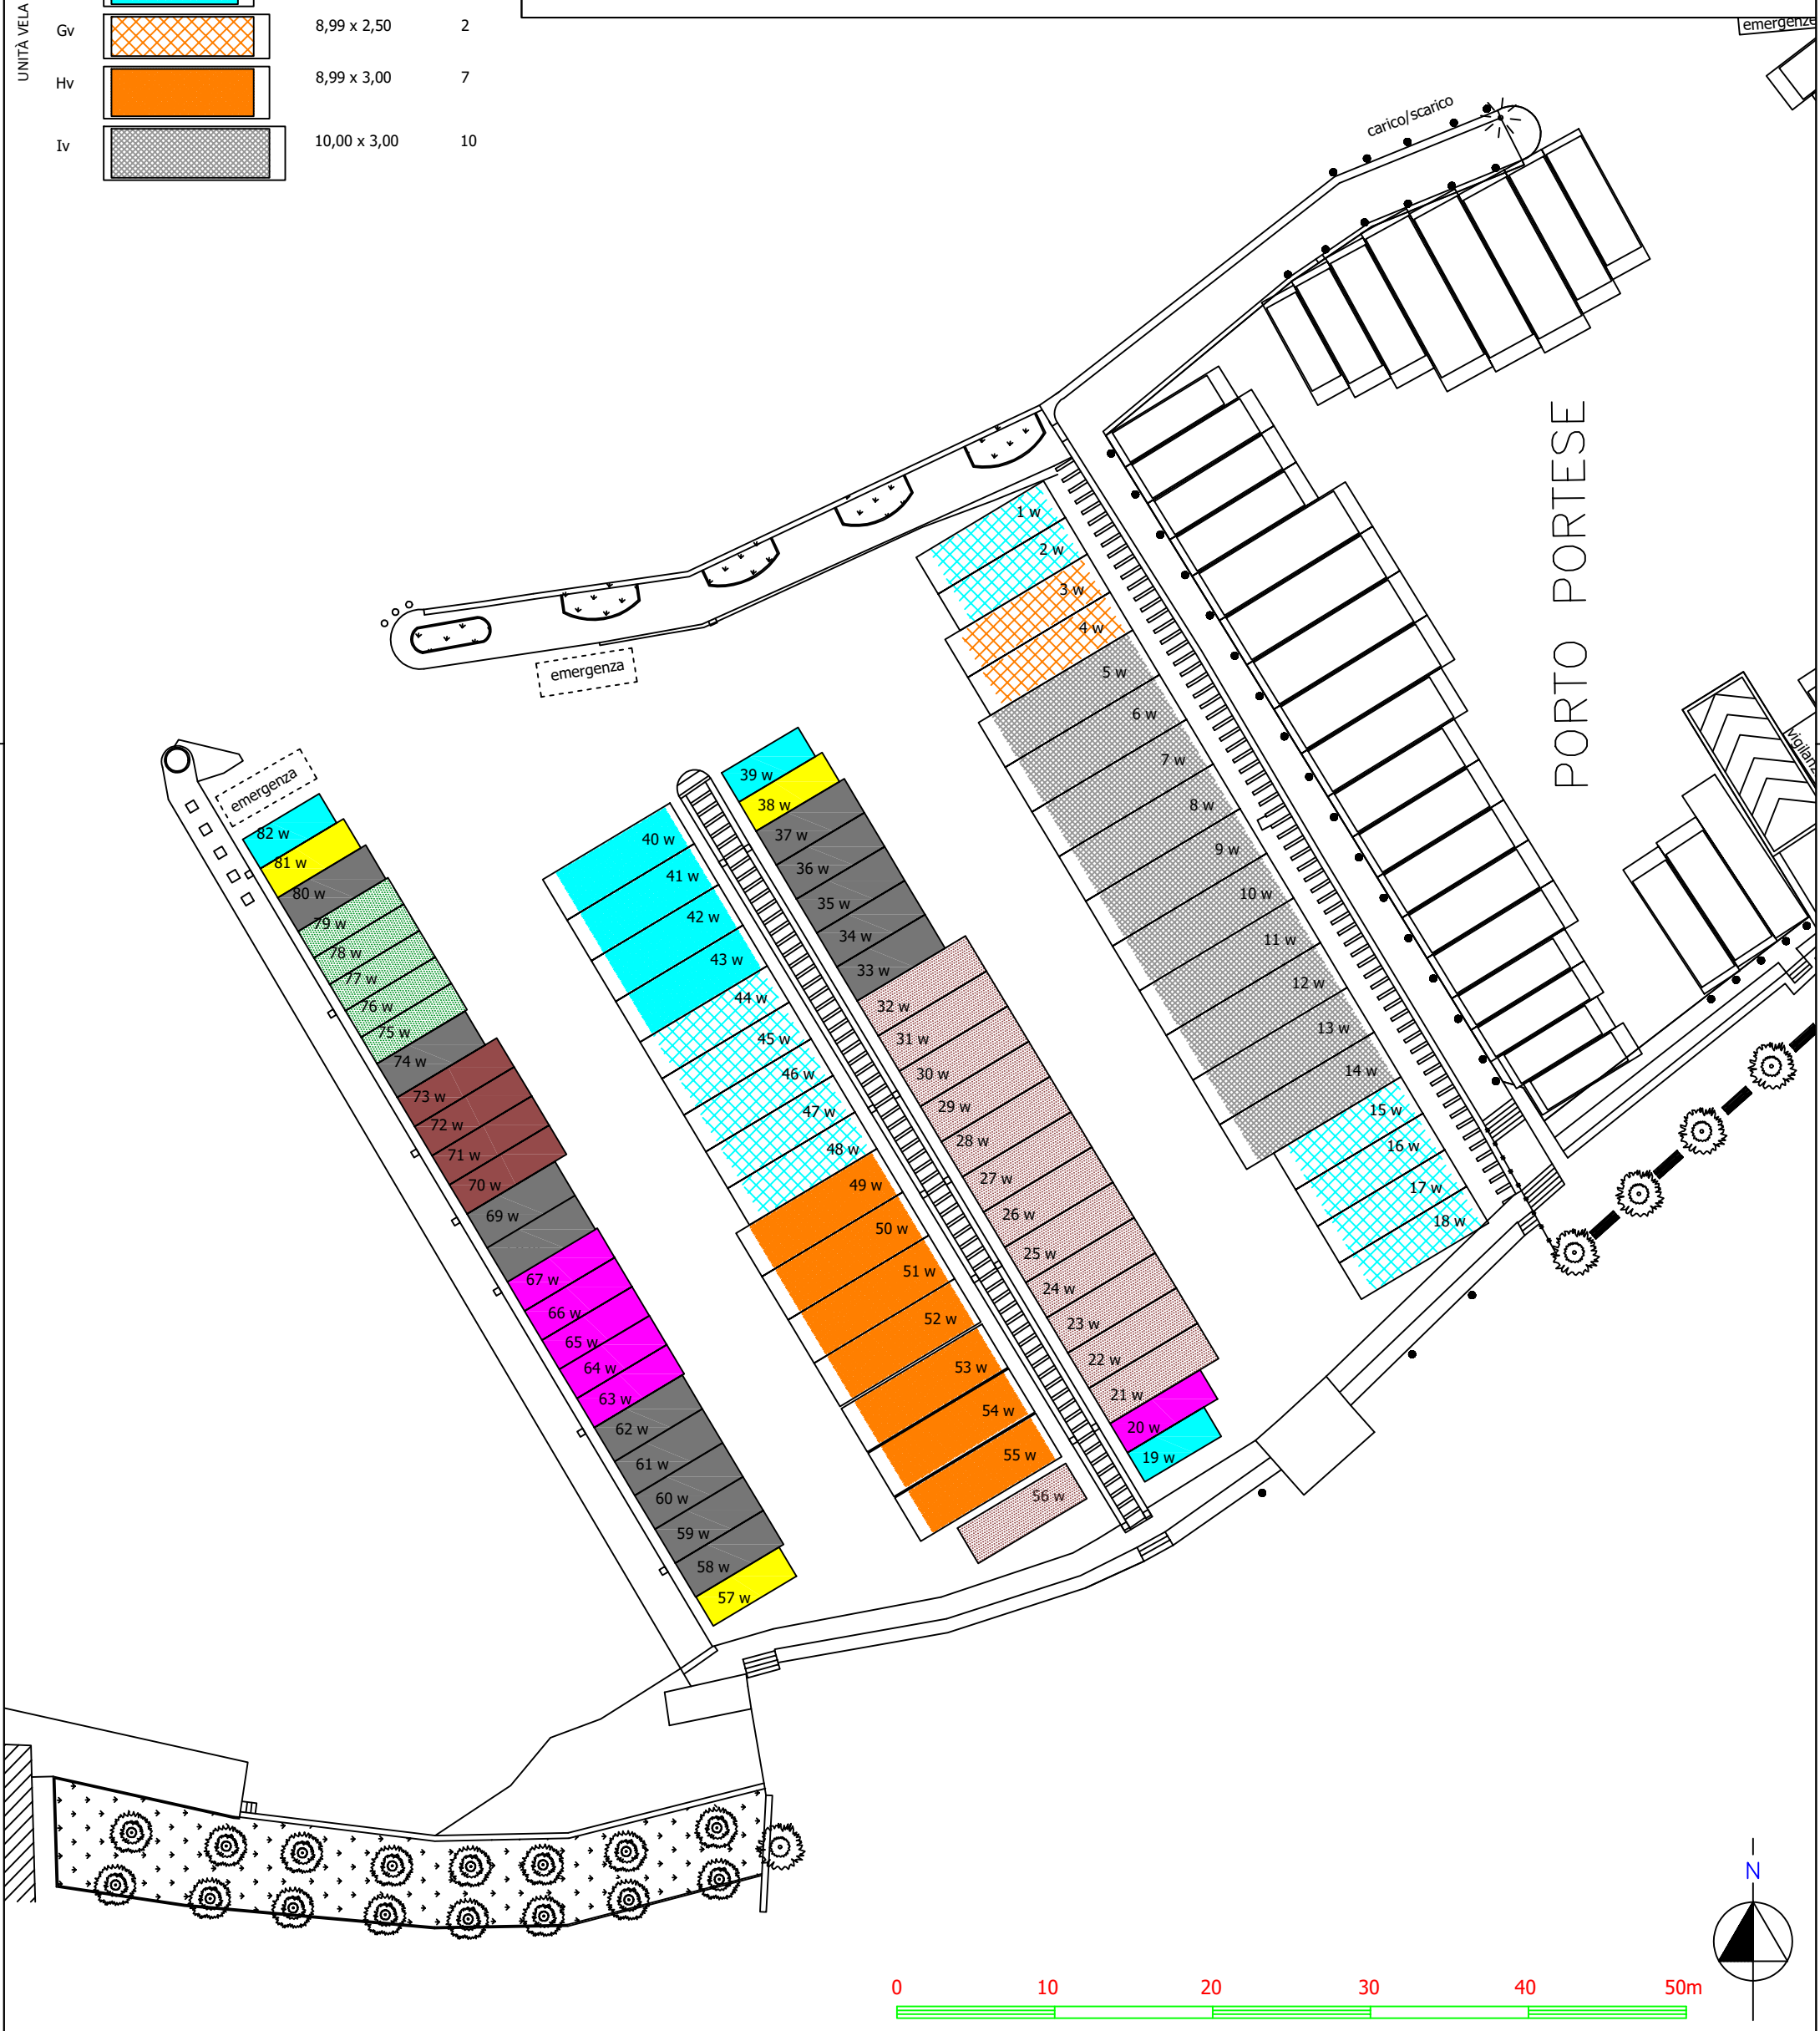 UNITÀ VELA
Gv 8,99 x 2,50 2
Hv 8,99 x 3,00 7
Iv 10,00 x 3,00 10
emergenza
carico/scarico
PORTO PORTESE
vigilanza
emergenza
emergenza
1 w
2 w
3 w
4 w
5 w
6 w
7 w
8 w
9 w
10 w
11 w
12 w
13 w
14 w
15 w
16 w
17 w
18 w
39 w
38 w
37 w
36 w
35 w
34 w
33 w
32 w
31 w
30 w
29 w
28 w
27 w
26 w
25 w
24 w
23 w
22 w
21 w
20 w
19 w
40 w
41 w
42 w
43 w
44 w
45 w
46 w
47 w
48 w
49 w
50 w
51 w
52 w
53 w
54 w
55 w
56 w
82 w
81 w
80 w
79 w
78 w
77 w
76 w
75 w
74 w
73 w
72 w
71 w
70 w
69 w
67 w
66 w
65 w
64 w
63 w
62 w
61 w
60 w
59 w
58 w
57 w
N
0 10 20 30 40 50m